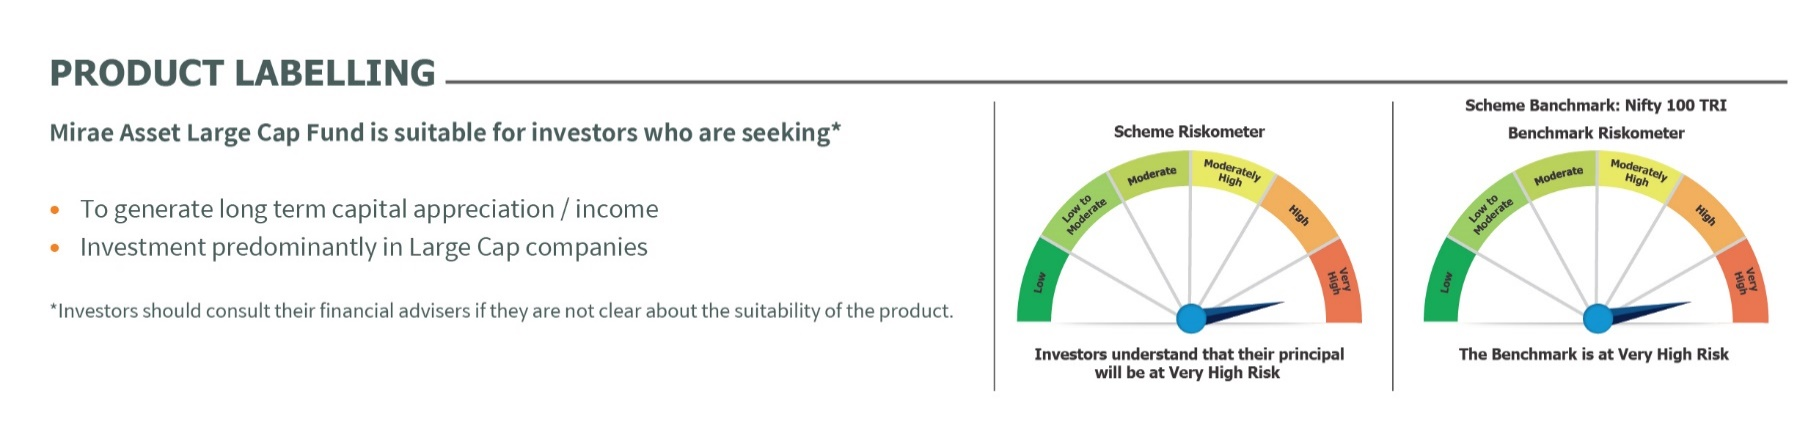 PRODUCT LABELLING
Mirae Asset Large Cap Fund is suitable for investors who are seeking*
• To generate long term capital appreciation / income
• Investment predominantly in Large Cap companies
*Investors should consult their financial advisers if they are not clear about the suitability of the product.
Scheme Riskometer
Low
Low to
Moderate
Moderate
Moderately
High
High
Very
High
Investors understand that their principal
will be at Very High Risk
Scheme Banchmark: Nifty 100 TRI
Benchmark Riskometer
Low
Low to
Moderate
Moderate
Moderately
High
High
Very
High
The Benchmark is at Very High Risk